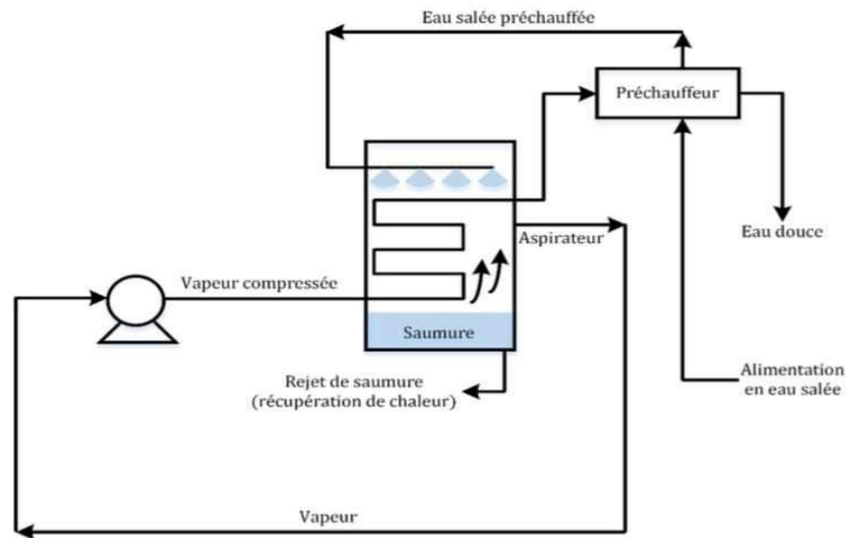 Eau salée préchauffée
Préchauffeur
Eau douce
Aspirateur
Vapeur compressée
Saumure
Rejet de saumure
(récupération de chaleur)
Alimentation
en eau salée
Vapeur